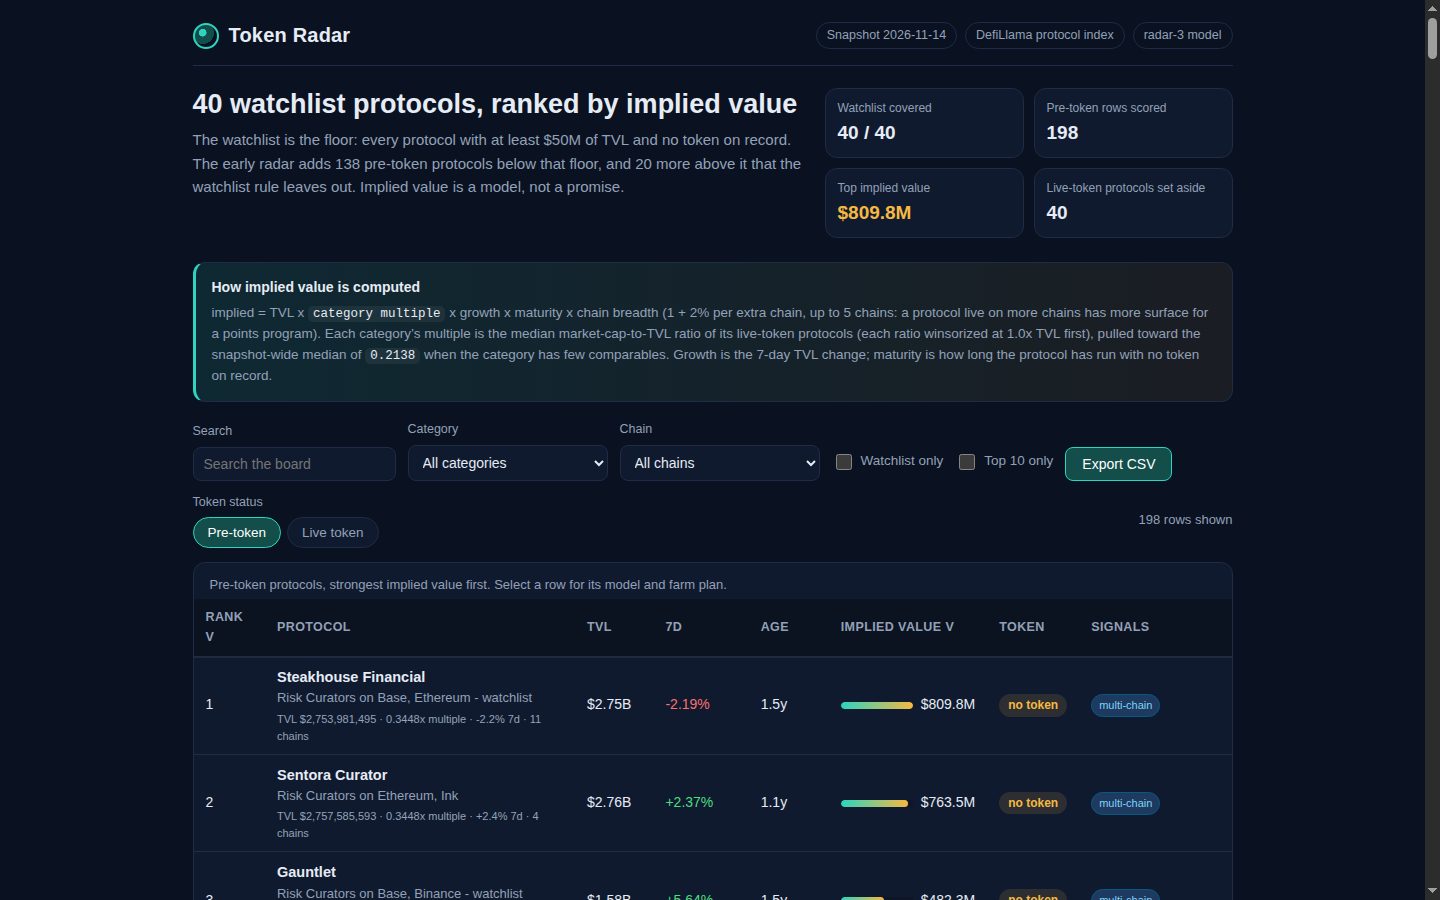 Token Radar
Snapshot 2026-11-14
DefiLlama protocol index
radar-3 model
40 watchlist protocols, ranked by implied value
The watchlist is the floor: every protocol with at least $50M of TVL and no token on record.
The early radar adds 138 pre-token protocols below that floor, and 20 more above it that the
watchlist rule leaves out. Implied value is a model, not a promise.
Watchlist covered
40 / 40
Pre-token rows scored
198
Top implied value
$809.8M
Live-token protocols set aside
40
How implied value is computed
implied = TVL x category multiple x growth x maturity x chain breadth (1 + 2% per extra chain, up to 5 chains: a protocol live on more chains has more surface for
a points program). Each category's multiple is the median market-cap-to-TVL ratio of its live-token protocols (each ratio winsorized at 1.0x TVL first), pulled toward the
snapshot-wide median of 0.2138 when the category has few comparables. Growth is the 7-day TVL change; maturity is how long the protocol has run with no token
on record.
Search
Category
Chain
Search the board
All categories
All chains
Watchlist only
Top 10 only
Export CSV
Token status
Pre-token
Live token
198 rows shown
Pre-token protocols, strongest implied value first. Select a row for its model and farm plan.
RANK V
PROTOCOL
TVL
7D
AGE
IMPLIED VALUE V
TOKEN
SIGNALS
1
Steakhouse Financial
Risk Curators on Base, Ethereum - watchlist
TVL $2,753,981,495 · 0.3448x multiple · -2.2% 7d · 11
chains
$2.75B
-2.19%
1.5y
$809.8M
no token
multi-chain
2
Sentora Curator
Risk Curators on Ethereum, Ink
TVL $2,757,585,593 · 0.3448x multiple · +2.4% 7d · 4
chains
$2.76B
+2.37%
1.1y
$763.5M
no token
multi-chain
3
Gauntlet
Risk Curators on Base, Binance - watchlist
$1.58B
+5.64%
1.5y
$482.3M
no token
multi-chain